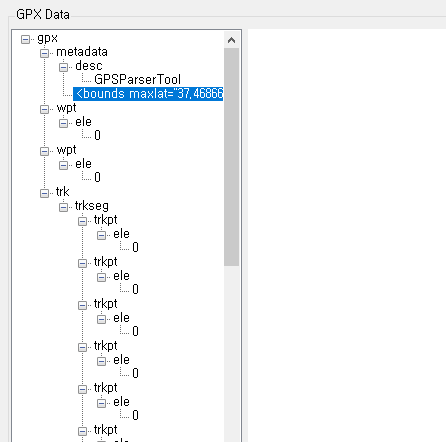 GPX Data
gpx
metadata
desc
GPSParserTool
<bounds maxlat="37,46866
wpt
ele
0
wpt
ele
0
trk
trkseg
trkpt
ele
0
trkpt
ele
0
trkpt
ele
0
trkpt
ele
0
trkpt
ele
0
trkpt
ele